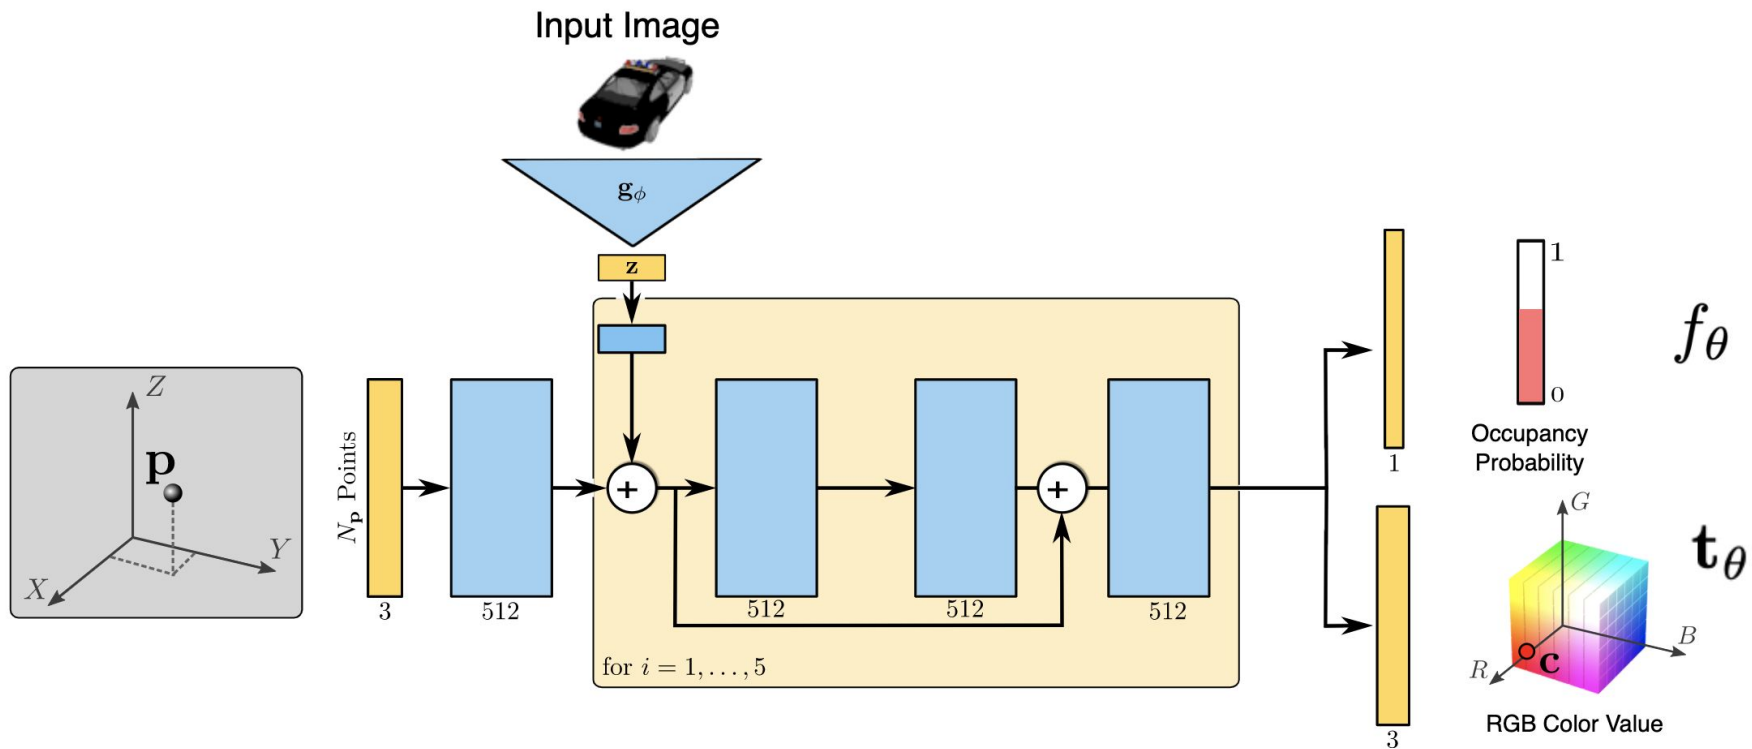 Input Image
g_ϕ
z
Z
p
Y
X
N_p Points
3
512
+
512
512
+
512
for i = 1, . . . , 5
1
1
0
Occupancy
Probability
f_θ
3
G
B
R
c
RGB Color Value
t_θ